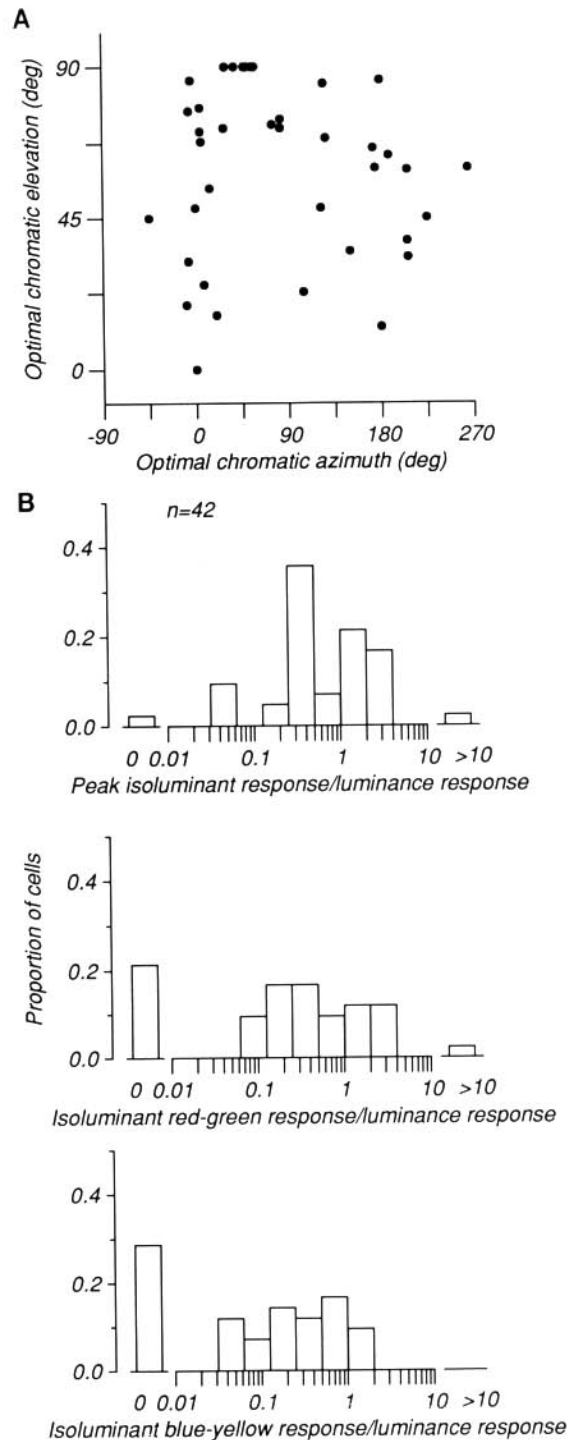 A
Optimal chromatic elevation (deg)
90
45
0
-90 0 90 180 270
Optimal chromatic azimuth (deg)
B
n=42
Proportion of cells
0.4
0.2
0.0
0 0.01 0.1 1 10 >10
Peak isoluminant response/luminance response
0.4
0.2
0.0
0 0.01 0.1 1 10 >10
Isoluminant red-green response/luminance response
0.4
0.2
0.0
0 0.01 0.1 1 10 >10
Isoluminant blue-yellow response/luminance response